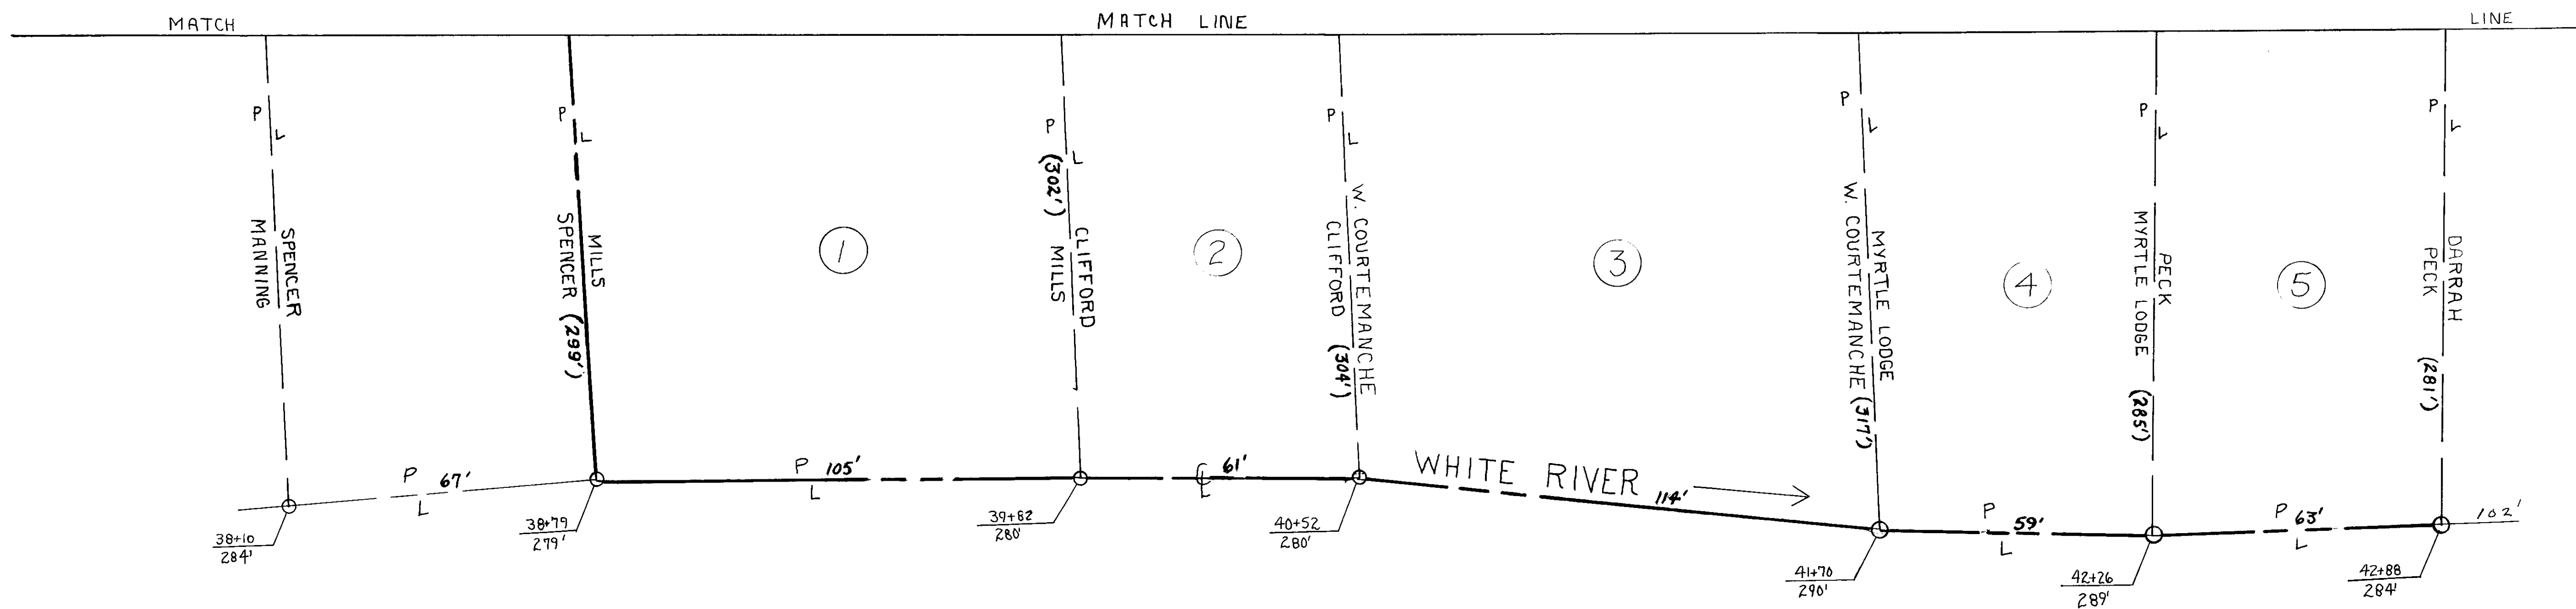 MATCH
MATCH LINE
LINE
P
L
SPENCER
MANNING
P
L
MILLS
SPENCER (299')
1
P
L
(302')
CLIFFORD
MILLS
2
P
L
W. COURTEMANCHE
CLIFFORD (304')
3
P
L
MYRTLE LODGE
W. COURTEMANCHE (317')
4
P
L
PECK
MYRTLE LODGE (285')
5
P
L
DARRAH
PECK (281')
P 67'
L
P 105'
L
61'
L
WHITE RIVER 114'
P 59'
L
P 63'
L
102'
38+10
284'
38+79
279'
39+82
280'
40+52
280'
41+70
290'
42+26
289'
42+88
284'